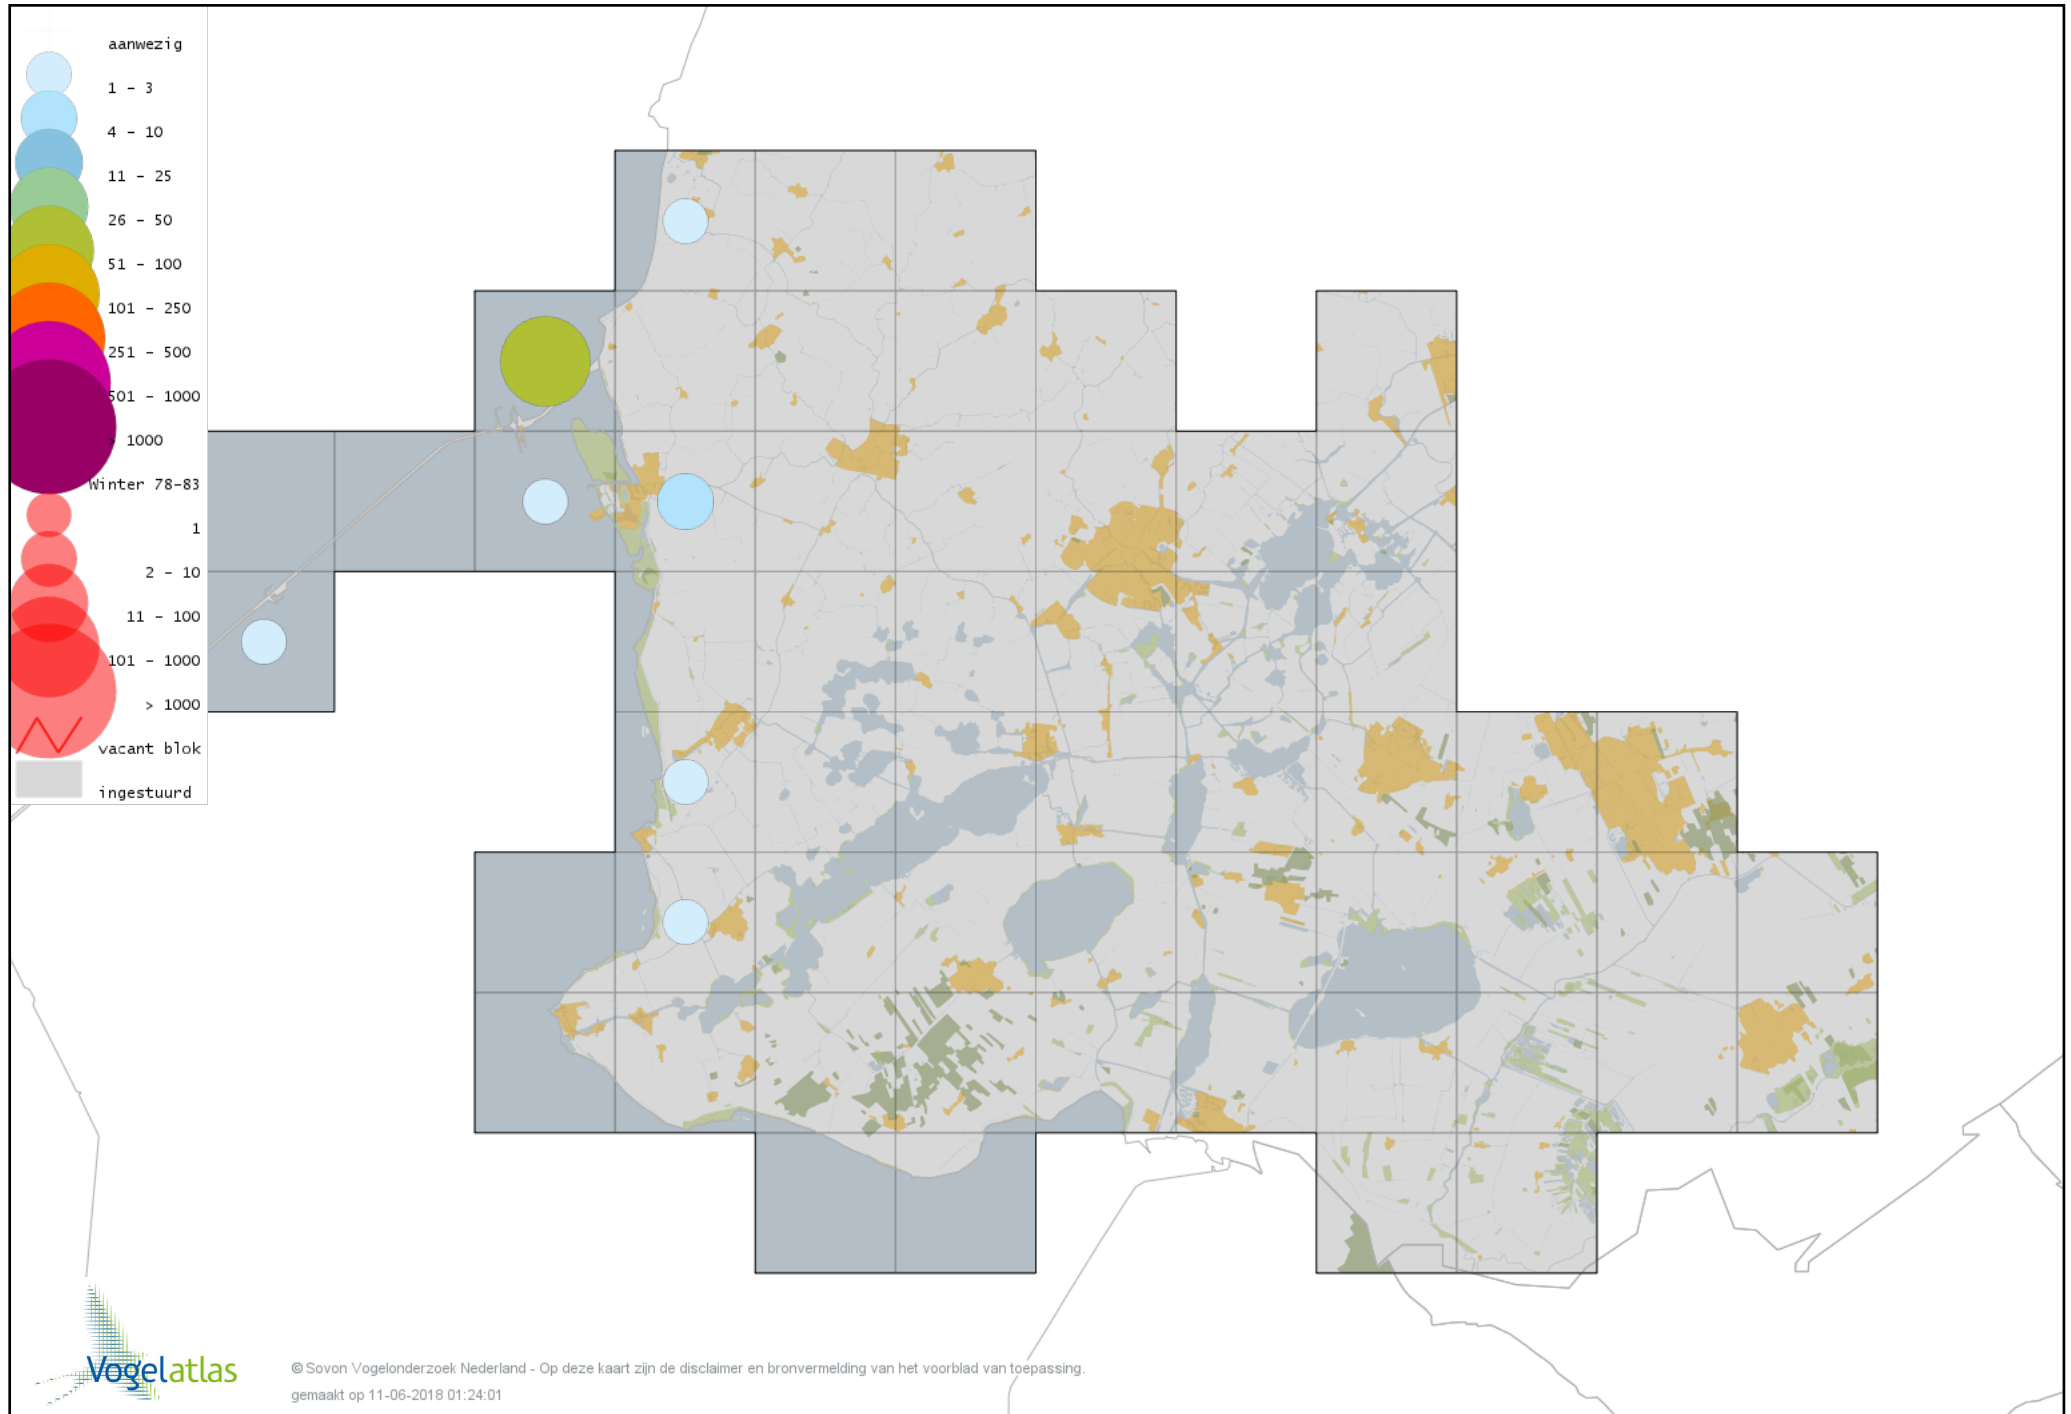 aanwezig
1 – 3
4 – 10
11 – 25
26 – 50
51 – 100
101 – 250
251 – 500
501 – 1000
> 1000
Winter 78-83
1
2 – 10
11 – 100
101 – 1000
> 1000
vacant blok
ingestuurd
Vogelatlas
© Sovon Vogelonderzoek Nederland - Op deze kaart zijn de disclaimer en bronvermelding van het voorblad van toepassing.
gemaakt op 11-06-2018 01:24:01